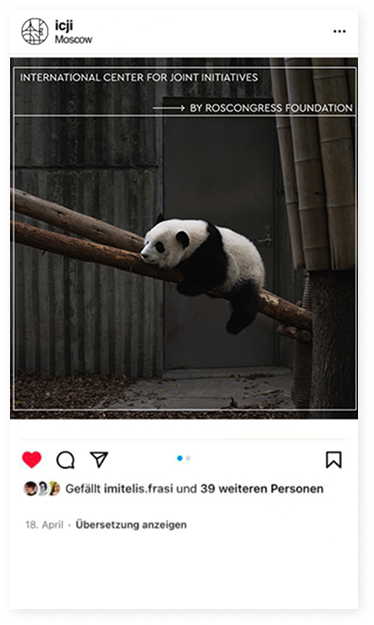 icji
Moscow
INTERNATIONAL CENTER FOR JOINT INITIATIVES
BY ROSCONGRESS FOUNDATION
Gefällt imitelis.frasi und 39 weiteren Personen
18. April • Übersetzung anzeigen